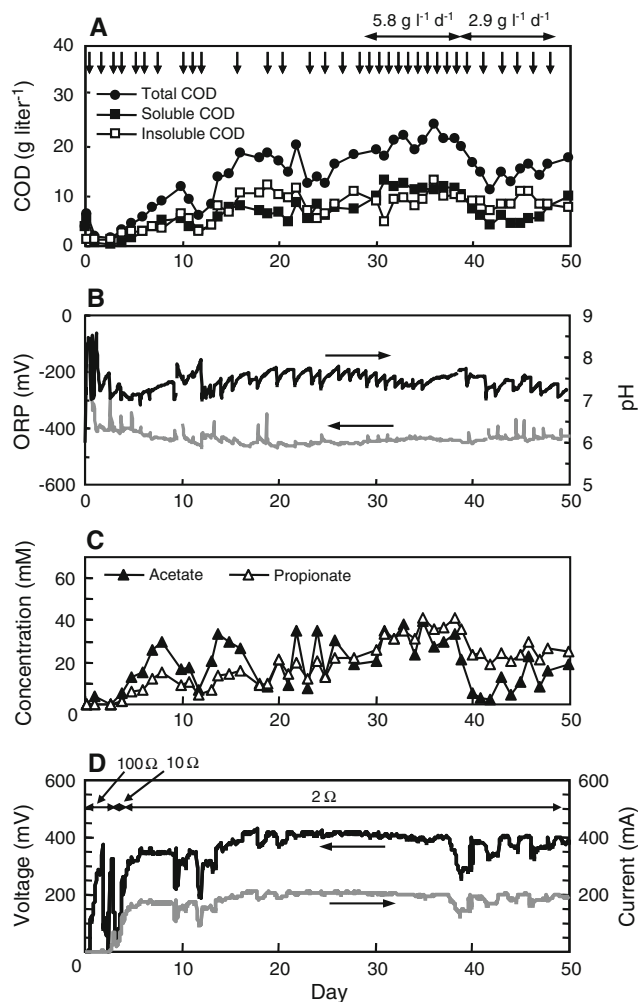 5.8 g l⁻¹ d⁻¹ 2.9 g l⁻¹ d⁻¹
A
40
30
20
10
0
COD (g liter⁻¹)
Total COD
Soluble COD
Insoluble COD
0 10 20 30 40 50
B
0
-200
-400
-600
ORP (mV)
9
8
7
6
5
pH
0 10 20 30 40 50
C
60
40
20
0
Concentration (mM)
Acetate Propionate
0 10 20 30 40 50
D
100 Ω 10 Ω
2 Ω
600
400
200
Voltage (mV)
600
400
200
0
Current (mA)
0 10 20 30 40 50
Day